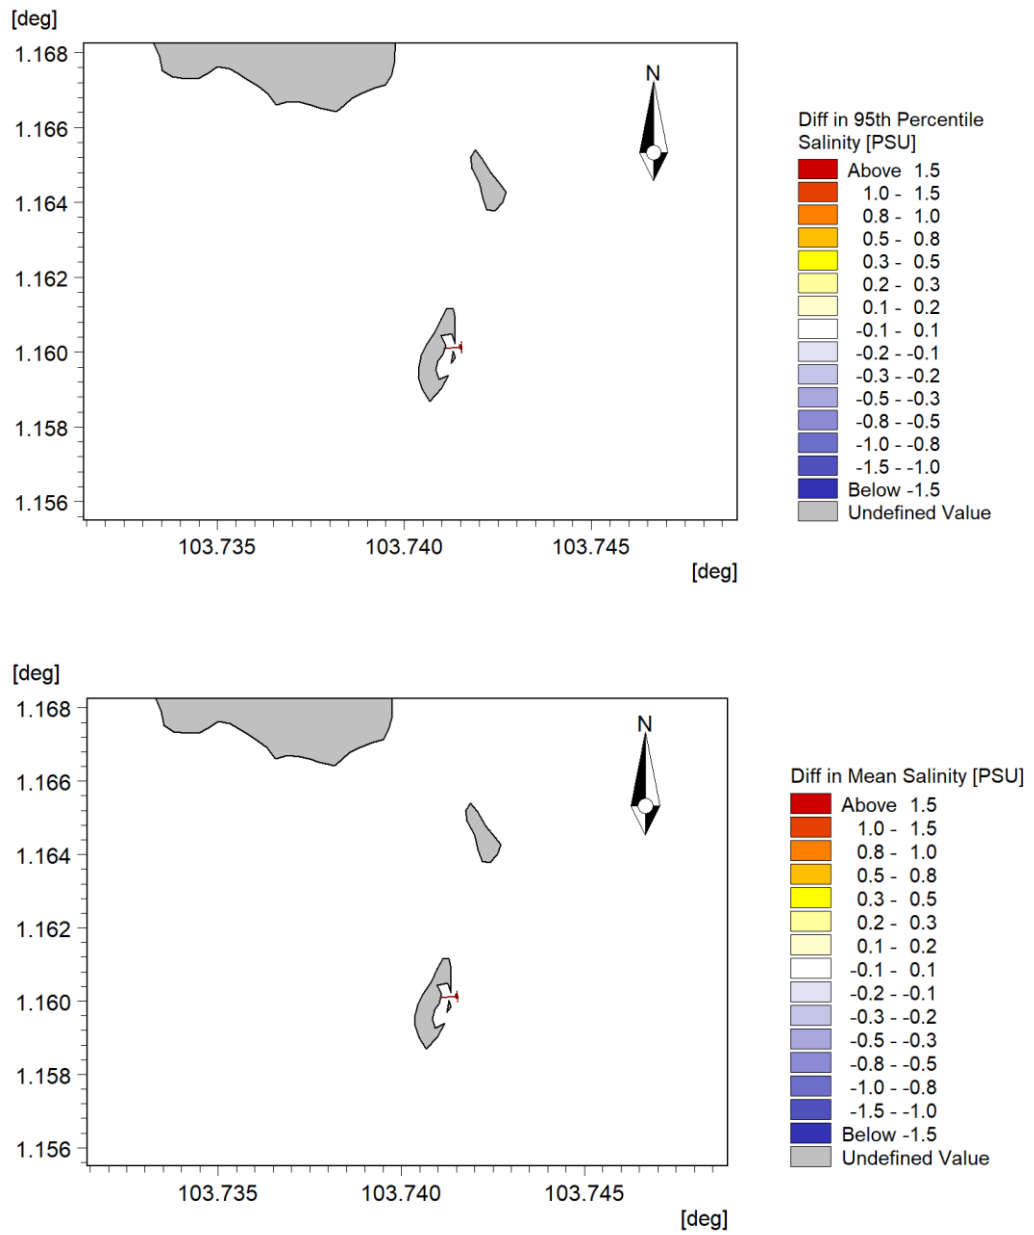 [deg]
1.168
1.166
1.164
1.162
1.160
1.158
1.156
N
103.735 103.740 103.745
[deg]
Diff in 95th Percentile
Salinity [PSU]
Above 1.5
1.0 - 1.5
0.8 - 1.0
0.5 - 0.8
0.3 - 0.5
0.2 - 0.3
0.1 - 0.2
-0.1 - 0.1
-0.2 - -0.1
-0.3 - -0.2
-0.5 - -0.3
-0.8 - -0.5
-1.0 - -0.8
-1.5 - -1.0
Below -1.5
Undefined Value
[deg]
1.168
1.166
1.164
1.162
1.160
1.158
1.156
N
103.735 103.740 103.745
[deg]
Diff in Mean Salinity [PSU]
Above 1.5
1.0 - 1.5
0.8 - 1.0
0.5 - 0.8
0.3 - 0.5
0.2 - 0.3
0.1 - 0.2
-0.1 - 0.1
-0.2 - -0.1
-0.3 - -0.2
-0.5 - -0.3
-0.8 - -0.5
-1.0 - -0.8
-1.5 - -1.0
Below -1.5
Undefined Value